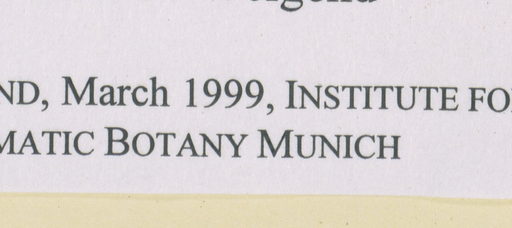 ND, March 1999, INSTITUTE FO
MATIC BOTANY MUNICH